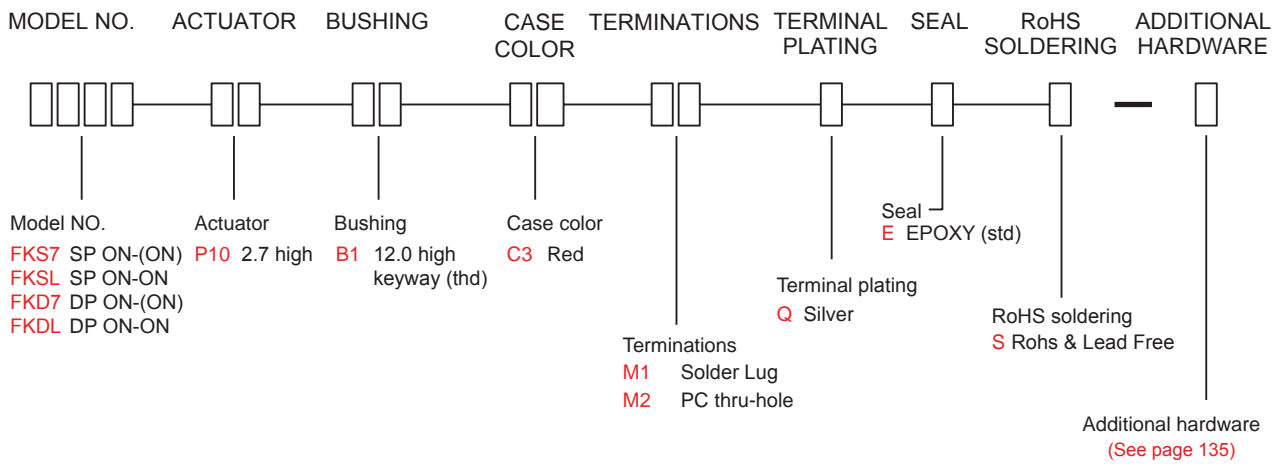 MODEL NO. ACTUATOR BUSHING CASE COLOR TERMINATIONS TERMINAL PLATING SEAL RoHS SOLDERING ADDITIONAL HARDWARE
Model NO.
FKS7 SP ON-(ON)
FKSL SP ON-ON
FKD7 DP ON-(ON)
FKDL DP ON-ON
Actuator
P10 2.7 high
Bushing
B1 12.0 high
keyway (thd)
Case color
C3 Red
Terminations
M1 Solder Lug
M2 PC thru-hole
Terminal plating
Q Silver
Seal
E EPOXY (std)
RoHS soldering
S Rohs & Lead Free
Additional hardware
(See page 135)